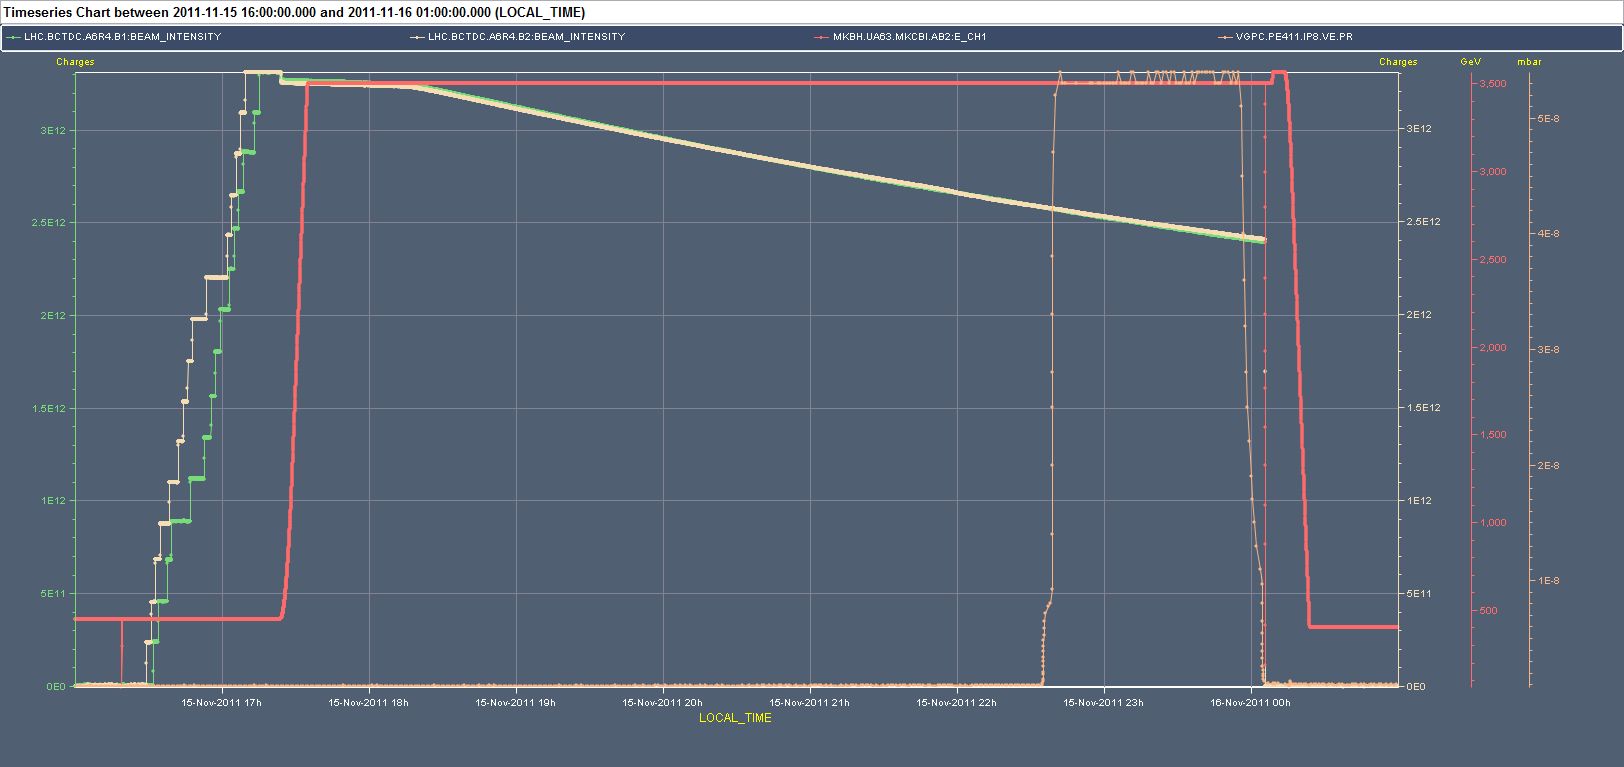 Timeseries Chart between 2011-11-15 16:00:00.000 and 2011-11-16 01:00:00.000 (LOCAL_TIME)
LHC.BCTDC.A6R4.B1:BEAM_INTENSITY LHC.BCTDC.A6R4.B2:BEAM_INTENSITY MKBH.UA63.MKCBI.AB2:E_CH1 VGPC.PE411.IP8.VE.PR
Charges Charges GeV mbar
3,500
5E-8
3E12 3E12
3,000
2.5E12 2.5E12
4E-8
2,500
2E12 2E12
2,000 3E-8
1.5E12 1.5E12
1,500
2E-8
1E12 1E12
1,000
1E-8
5E11 5E11
500
0E0 0E0
15-Nov-2011 17h 15-Nov-2011 18h 15-Nov-2011 19h 15-Nov-2011 20h 15-Nov-2011 21h 15-Nov-2011 22h 15-Nov-2011 23h 16-Nov-2011 00h
LOCAL_TIME